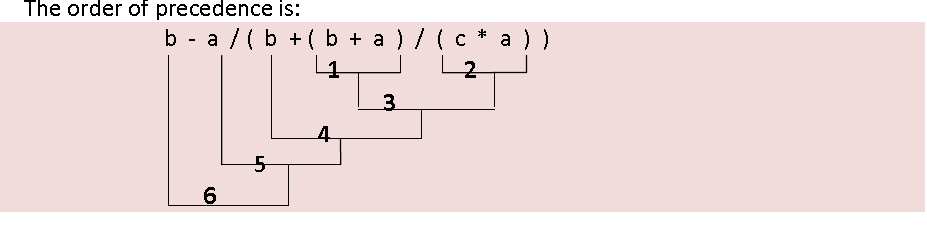 The order of precedence is:
b - a / ( b + ( b + a ) / ( c * a ) )
1 2
3
4
5
6